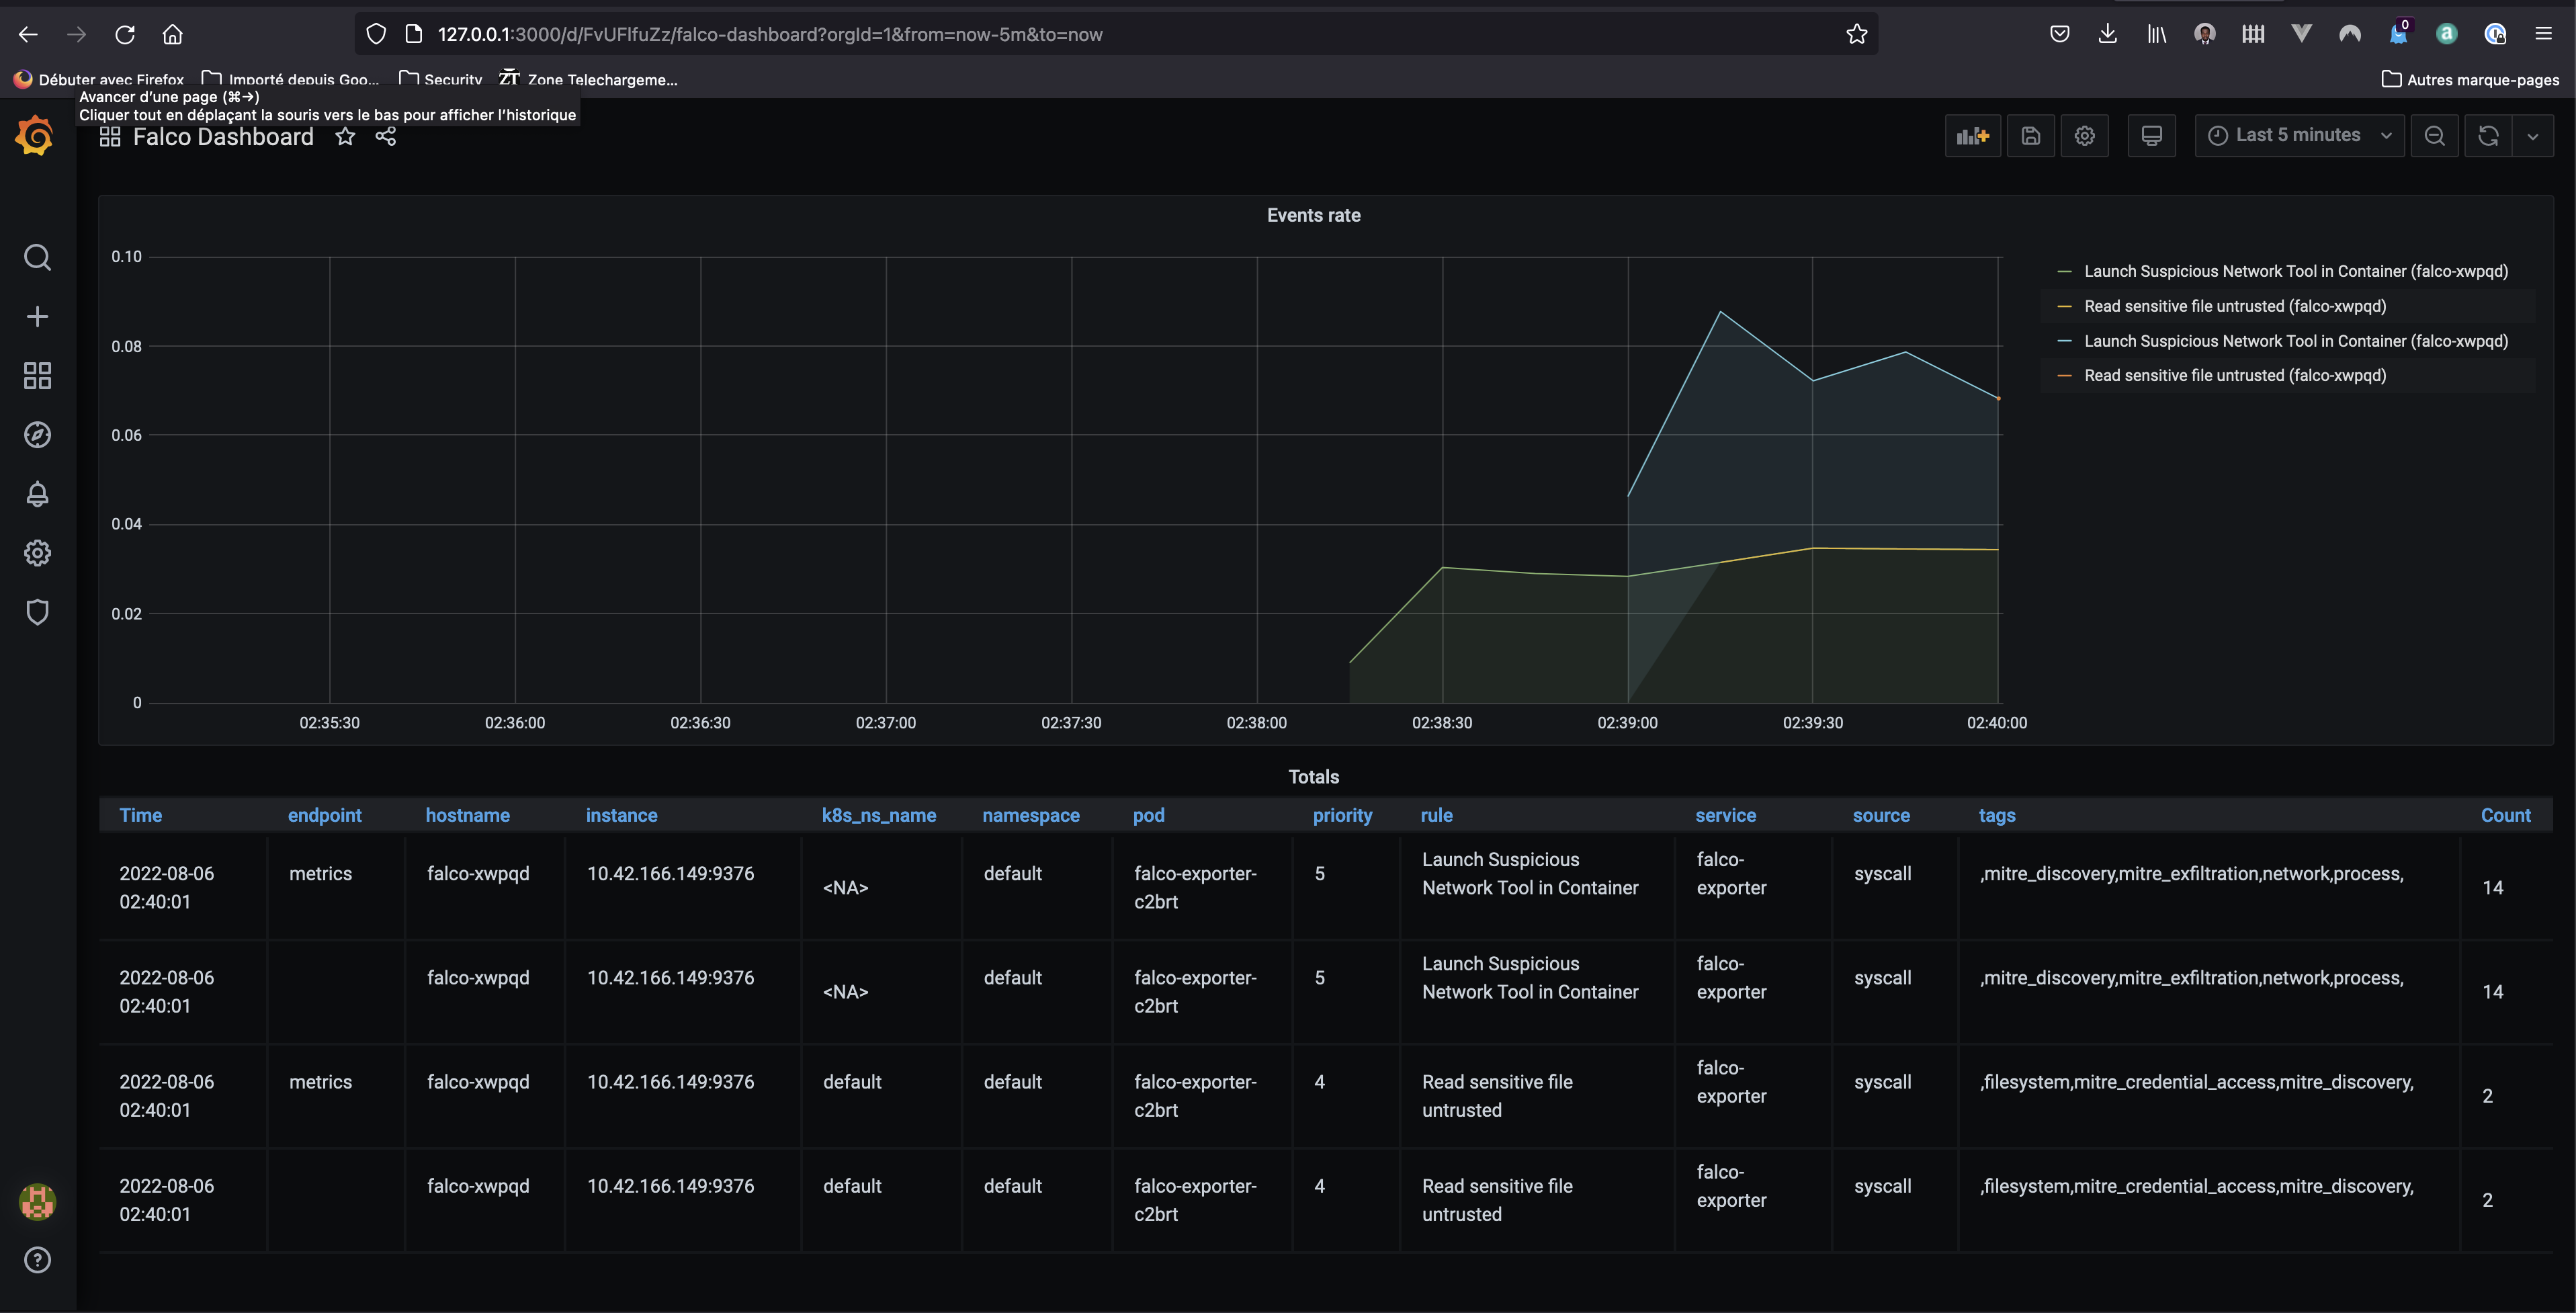 127.0.0.1:3000/d/FvUFlfuZz/falco-dashboard?orgId=1&from=now-5m&to=now
0
a
Débuter avec Firefox
Importé depuis Goo...
Security
ZT Zone Telechargeme...
Autres marque-pages
Avancer d'une page (⌘→)
Cliquer tout en déplaçant la souris vers le bas pour afficher l'historique
Falco Dashboard
Last 5 minutes
Events rate
0.10
0.08
0.06
0.04
0.02
0
02:35:30 02:36:00 02:36:30 02:37:00 02:37:30 02:38:00 02:38:30 02:39:00 02:39:30 02:40:00
Launch Suspicious Network Tool in Container (falco-xwpqd)
Read sensitive file untrusted (falco-xwpqd)
Launch Suspicious Network Tool in Container (falco-xwpqd)
Read sensitive file untrusted (falco-xwpqd)
Totals
Time endpoint hostname instance k8s_ns_name namespace pod priority rule service source tags Count
2022-08-06 02:40:01 metrics falco-xwpqd 10.42.166.149:9376 <NA> default falco-exporter-c2brt 5 Launch Suspicious Network Tool in Container falco-exporter syscall ,mitre_discovery,mitre_exfiltration,network,process, 14
2022-08-06 02:40:01 falco-xwpqd 10.42.166.149:9376 <NA> default falco-exporter-c2brt 5 Launch Suspicious Network Tool in Container falco-exporter syscall ,mitre_discovery,mitre_exfiltration,network,process, 14
2022-08-06 02:40:01 metrics falco-xwpqd 10.42.166.149:9376 default default falco-exporter-c2brt 4 Read sensitive file untrusted falco-exporter syscall ,filesystem,mitre_credential_access,mitre_discovery, 2
2022-08-06 02:40:01 falco-xwpqd 10.42.166.149:9376 default default falco-exporter-c2brt 4 Read sensitive file untrusted falco-exporter syscall ,filesystem,mitre_credential_access,mitre_discovery, 2